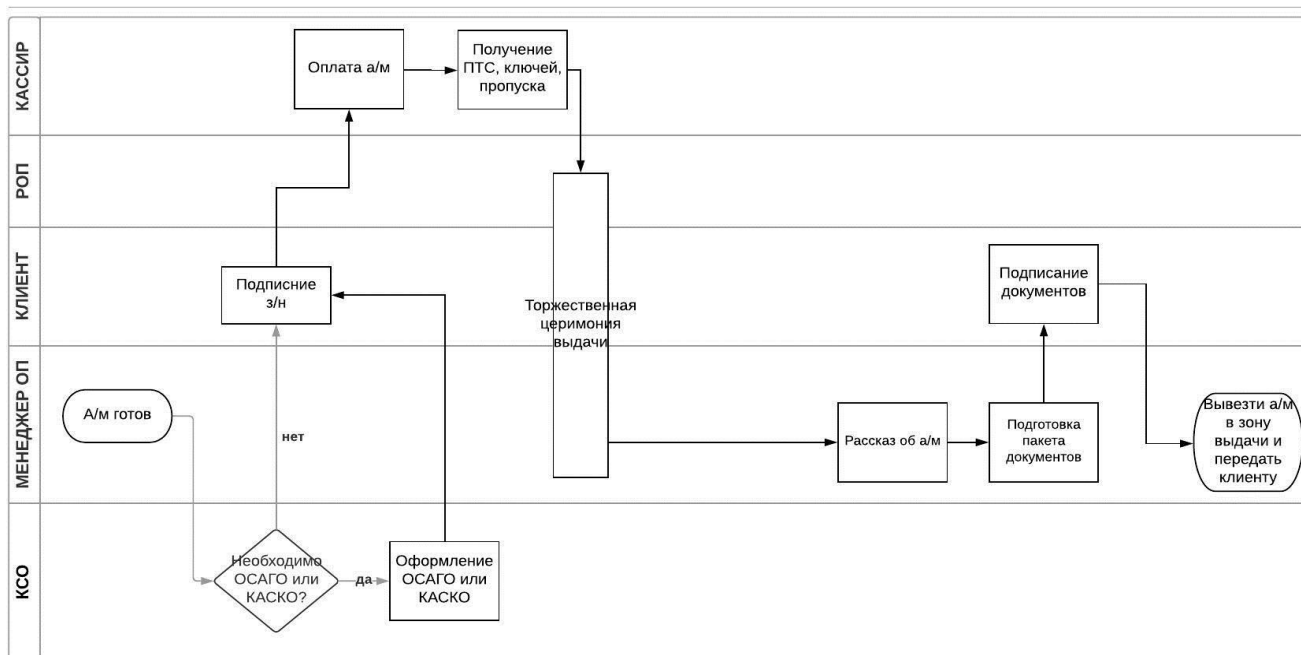 КАССИР
Оплата а/м
Получение
ПТС, ключей,
пропуска
РОП
КЛИЕНТ
Подписние
з/н
Торжественная
церимония
выдачи
Подписание
документов
МЕНЕДЖЕР ОП
А/м готов
нет
Рассказ об а/м
Подготовка
пакета
документов
Вывезти а/м
в зону
выдачи и
передать
клиенту
КСО
Необходимо
ОСАГО или
КАСКО?
да
Оформление
ОСАГО или
КАСКО